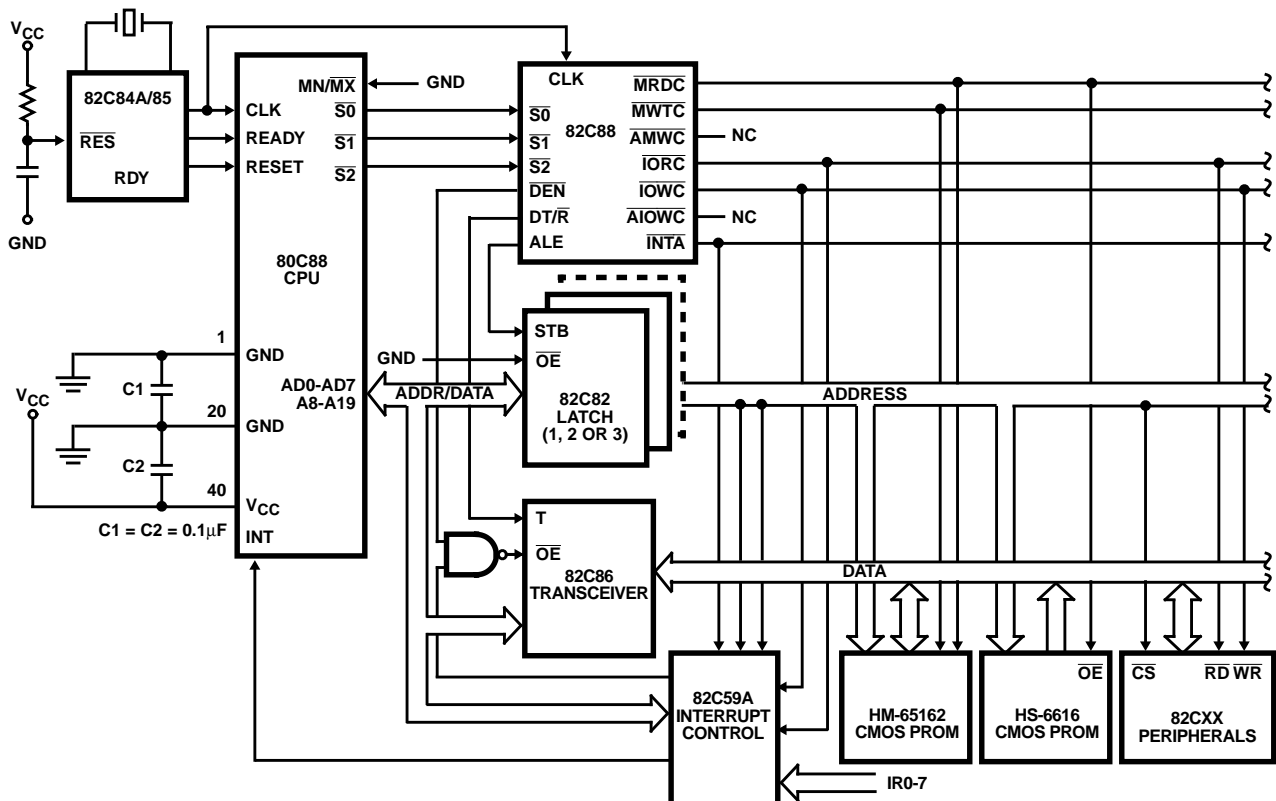 V_CC
82C84A/85
RES̅
RDY
GND
MN/MX̅
GND
CLK
READY
RESET
S0̅
S1̅
S2̅
80C88
CPU
1
GND
C1
AD0-AD7
A8-A19
V_CC
20
GND
C2
40
V_CC
C1 = C2 = 0.1µF
INT
CLK
82C88
S0̅
S1̅
S2̅
DEN̅
DT/R̅
ALE
MRDC̅
MWTC̅
AMWC̅
NC
IORC̅
IOWC̅
AIOWC̅
NC
INTA̅
STB
GND
OE̅
ADDR/DATA
82C82
LATCH
(1, 2 OR 3)
ADDRESS
T
OE̅
82C86
TRANSCEIVER
DATA
82C59A
INTERRUPT
CONTROL
IR0-7
HM-65162
CMOS PROM
OE̅
HS-6616
CMOS PROM
CS̅
RD̅ WR̅
82CXX
PERIPHERALS